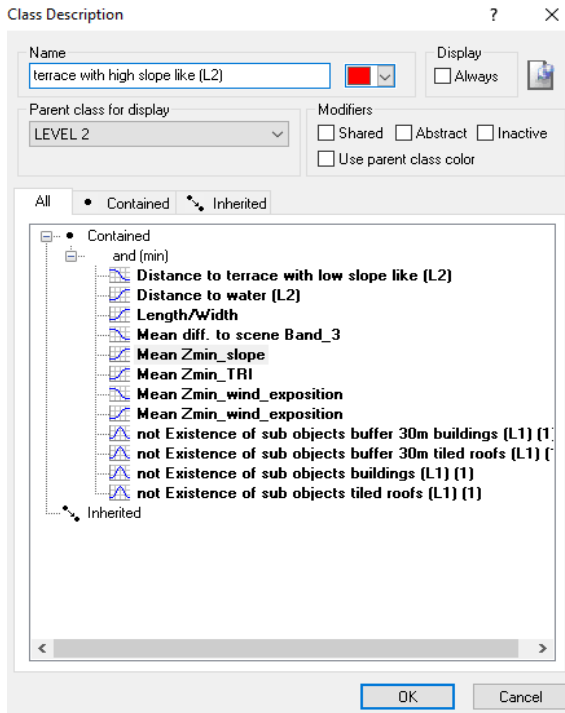 Class Description
?
Name
terrace with high slope like (L2)
Display
Always
Parent class for display
LEVEL 2
Modifiers
Shared Abstract Inactive
Use parent class color
All Contained Inherited
Contained
and (min)
Distance to terrace with low slope like (L2)
Distance to water (L2)
Length/Width
Mean diff. to scene Band_3
Mean Zmin_slope
Mean Zmin_TRI
Mean Zmin_wind_exposition
Mean Zmin_wind_exposition
not Existence of sub objects buffer 30m buildings (L1) (1
not Existence of sub objects buffer 30m tiled roofs (L1) (
not Existence of sub objects buildings (L1) (1)
not Existence of sub objects tiled roofs (L1) (1)
Inherited
OK Cancel